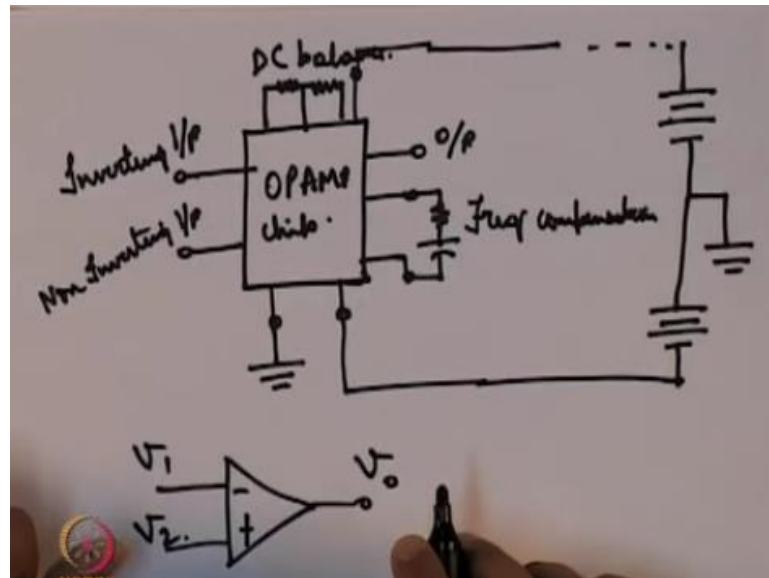 DC balance.
Inverting I/P
O/P
OPAMP
chip.
Non Inverting I/P
Freq compensation
V1
-
V0
V2.
+